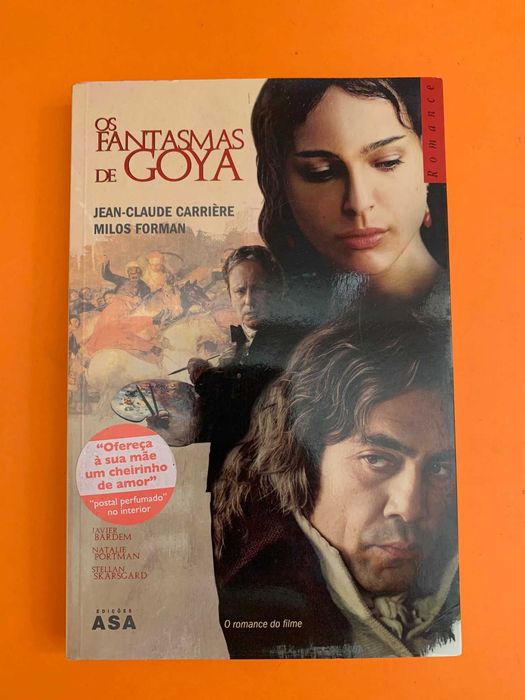 OS
FANTASMAS
DE GOYA
JEAN-CLAUDE CARRIÈRE
MILOS FORMAN
Romance
"Ofereça
à sua mãe
um cheirinho
de amor"
"postal perfumado"
no interior
JAVIER
BARDEM
NATALIE
PORTMAN
STELLAN
SKARSGARD
EDIÇÕES
ASA
O romance do filme